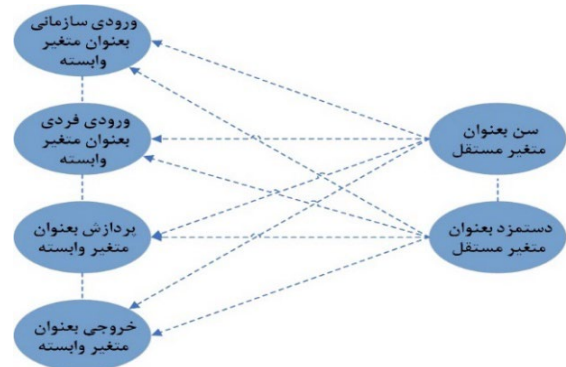 ورودی سازمانی
بعنوان متغیر
وابسته
ورودی فردی
بعنوان متغیر
وابسته
پردازش بعنوان
متغیر وابسته
خروجی بعنوان
متغیر وابسته
سن بعنوان
متغیر مستقل
دستمزد بعنوان
متغیر مستقل